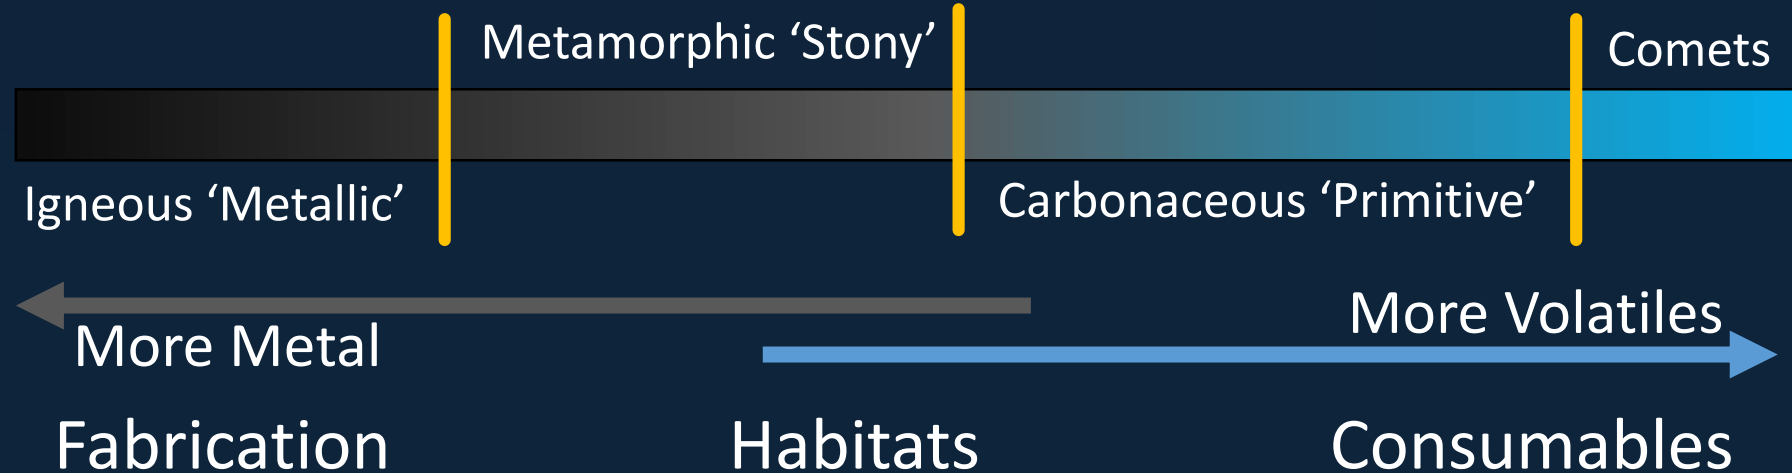 Metamorphic ‘Stony’
Comets
Igneous ‘Metallic’
Carbonaceous ‘Primitive’
More Volatiles
More Metal
Fabrication
Habitats
Consumables